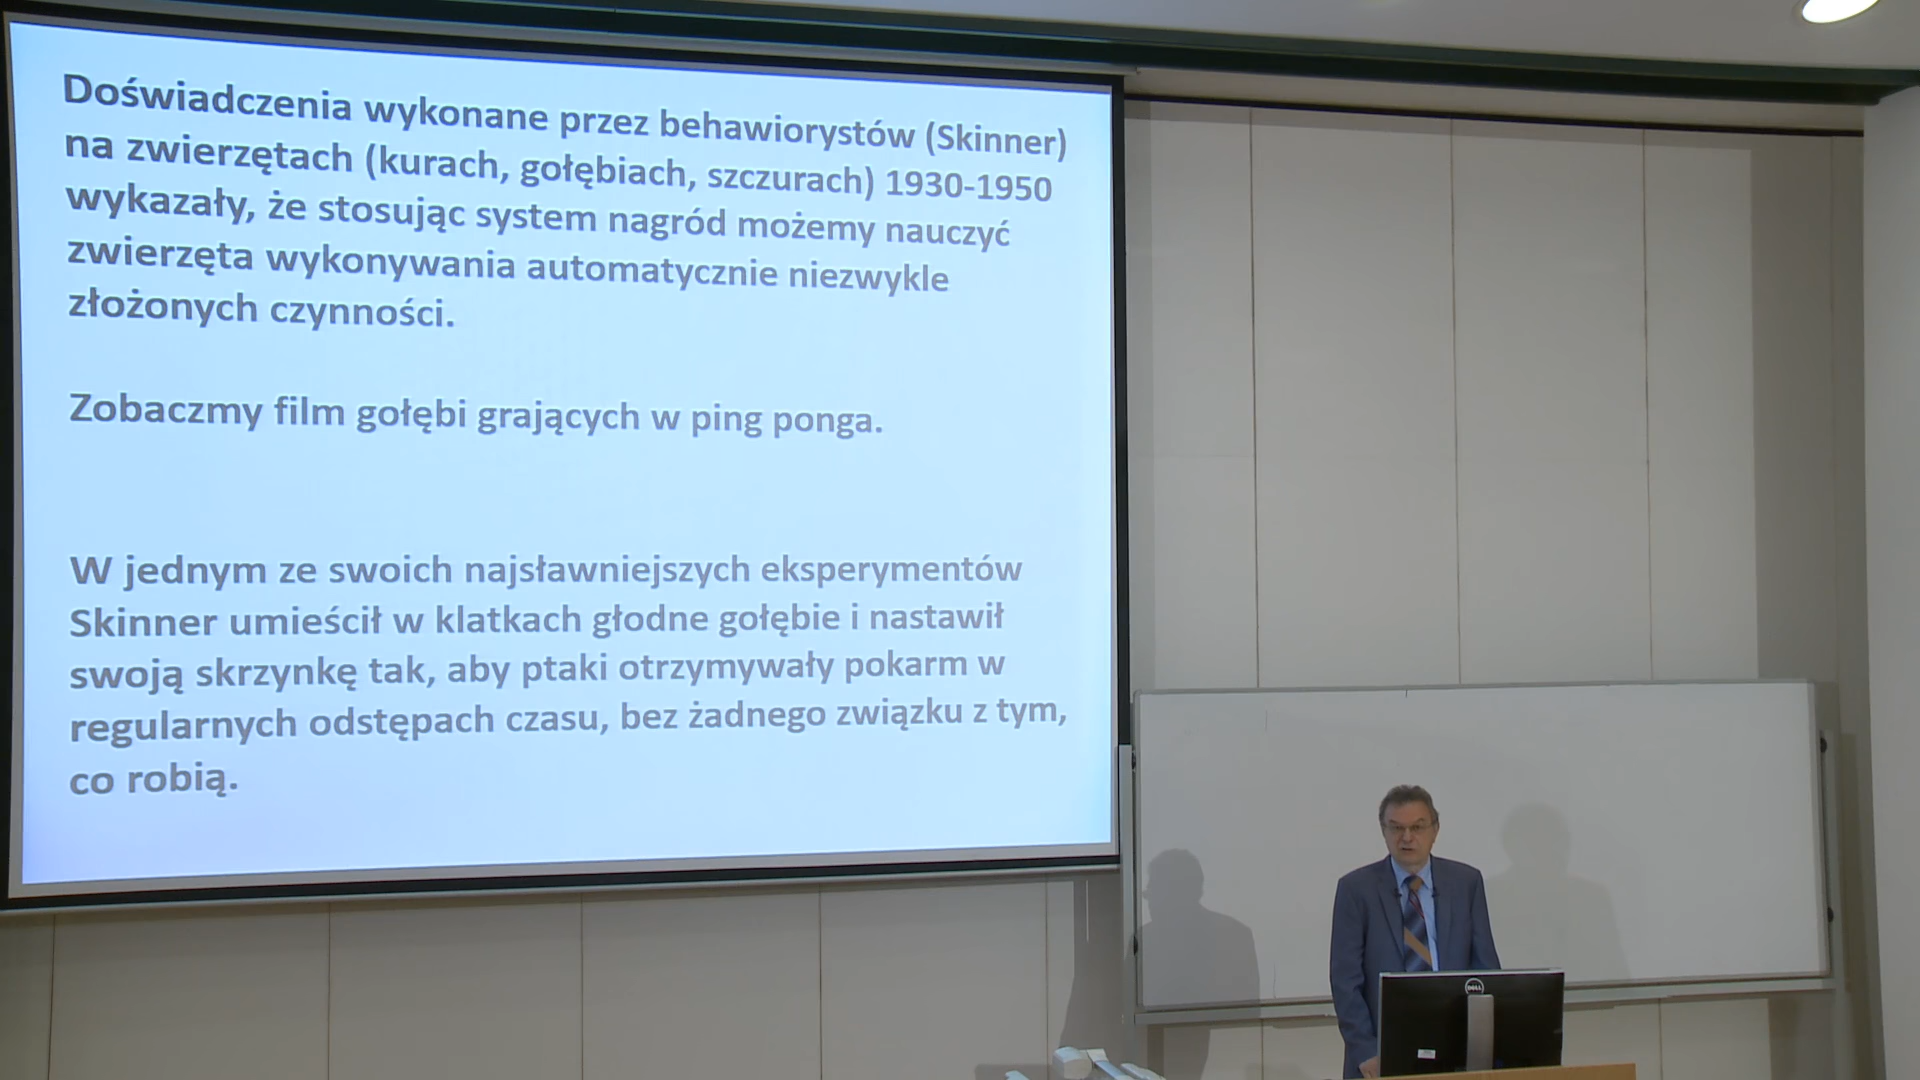 Doświadczenia wykonane przez behawiorystów (Skinner)
na zwierzętach (kurach, gołębiach, szczurach) 1930-1950
wykazały, że stosując system nagród możemy nauczyć
zwierzęta wykonywania automatycznie niezwykle
złożonych czynności.
Zobaczmy film gołębi grających w ping ponga.
W jednym ze swoich najsławniejszych eksperymentów
Skinner umieścił w klatkach głodne gołębie i nastawił
swoją skrzynkę tak, aby ptaki otrzymywały pokarm w
regularnych odstępach czasu, bez żadnego związku z tym,
co robią.
DELL